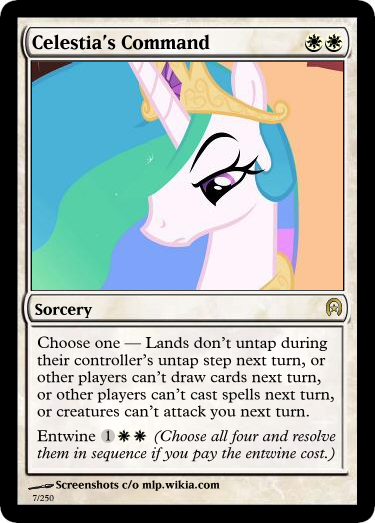 Celestia's Command
Sorcery
Choose one — Lands don't untap during
their controller's untap step next turn, or
other players can't draw cards next turn,
or other players can't cast spells next turn,
or creatures can't attack you next turn.
Entwine 1 (Choose all four and resolve
them in sequence if you pay the entwine cost.)
Screenshots c/o mlp.wikia.com
7/250